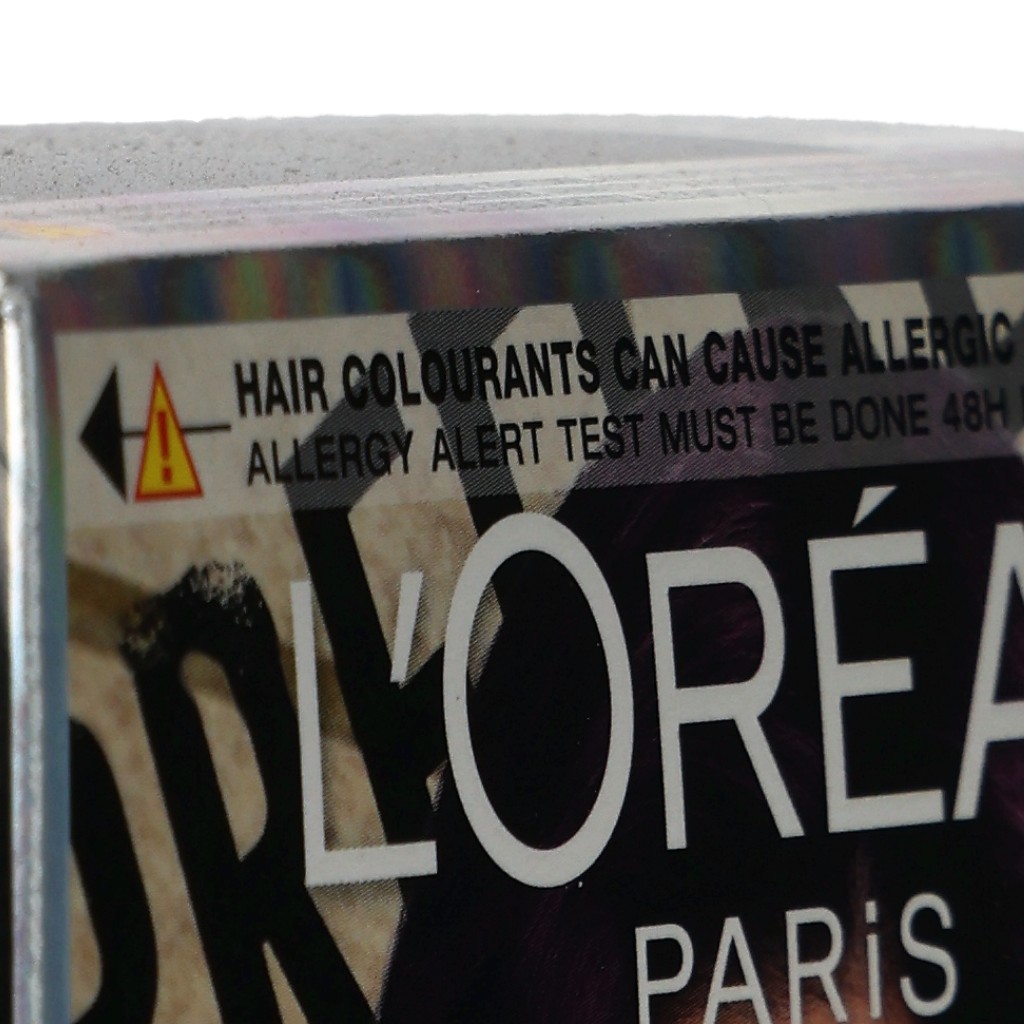 HAIR COLOURANTS CAN CAUSE ALLERGIC
ALLERGY ALERT TEST MUST BE DONE 48H
L'ORÉA
PARiS